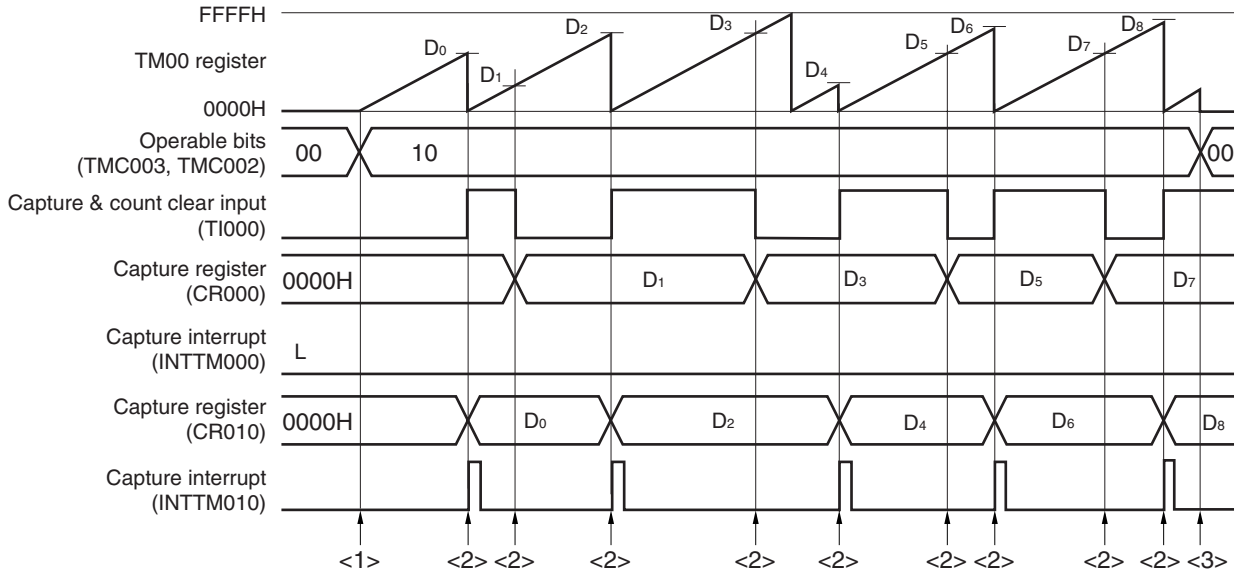 FFFFH
TM00 register
0000H
D0 D1 D2 D3 D4 D5 D6 D7 D8
Operable bits
(TMC003, TMC002)
00 10 00
Capture & count clear input
(TI000)
Capture register
(CR000)
0000H D1 D3 D5 D7
Capture interrupt
(INTTM000)
L
Capture register
(CR010)
0000H D0 D2 D4 D6 D8
Capture interrupt
(INTTM010)
<1> <2> <2> <2> <2> <2> <2> <2> <2> <2> <3>